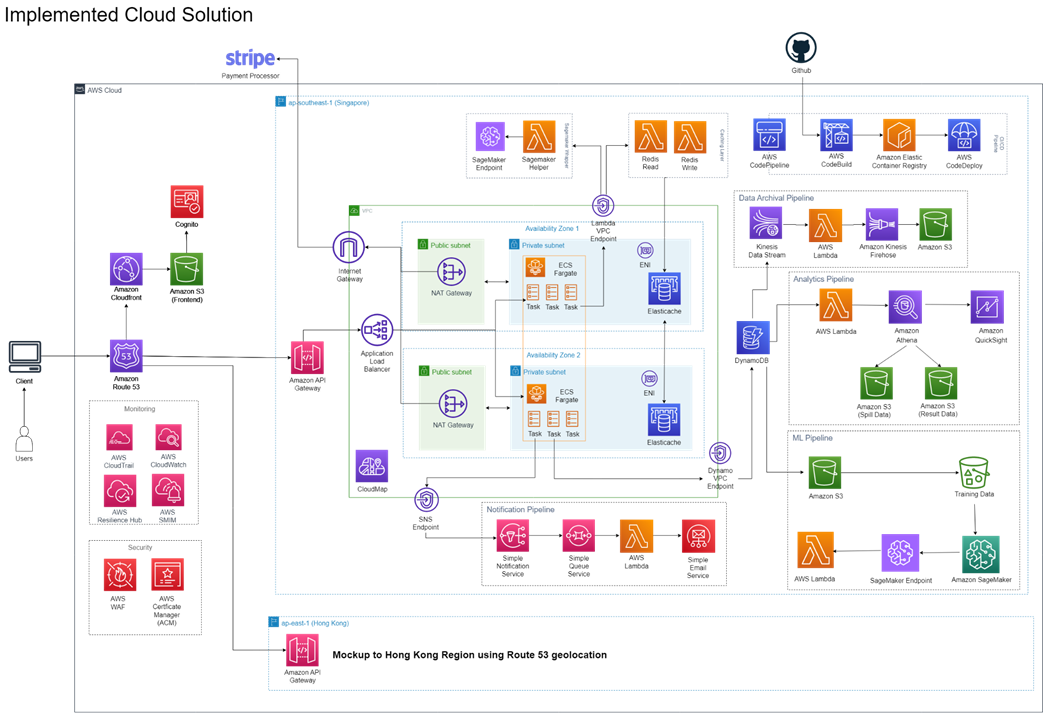 Implemented Cloud Solution
stripe
Payment Processor
Github
AWS Cloud
ap-southeast-1 (Singapore)
SageMaker
Endpoint
Sagemaker
Helper
Sagemaker Wrapper
Redis
Read
Redis
Write
Caching Layer
AWS
CodePipeline
AWS
CodeBuild
Amazon Elastic
Container Registry
AWS
CodeDeploy
CI/CD
Pipeline
Cognito
Amazon
Cloudfront
Amazon S3
(Frontend)
VPC
Lambda
VPC
Endpoint
Data Archival Pipeline
Kinesis
Data Stream
AWS
Lambda
Amazon Kinesis
Firehose
Amazon S3
Internet
Gateway
Availability Zone 1
Public subnet
NAT Gateway
Private subnet
ECS
Fargate
Task
Task
Task
ENI
Elasticache
Analytics Pipeline
AWS Lambda
Amazon
Athena
Amazon
QuickSight
Amazon S3
(Spill Data)
Amazon S3
(Result Data)
DynamoDB
Client
53
Amazon
Route 53
Amazon API
Gateway
Application
Load
Balancer
Availability Zone 2
Public subnet
NAT Gateway
Private subnet
ECS
Fargate
Task
Task
Task
ENI
Elasticache
Users
Monitoring
AWS
CloudTrail
AWS
CloudWatch
AWS
Resilience Hub
AWS
SMIM
CloudMap
SNS
Endpoint
Dynamo
VPC
Endpoint
ML Pipeline
Amazon S3
Training Data
AWS Lambda
SageMaker Endpoint
Amazon SageMaker
Notification Pipeline
Simple
Notification
Service
Simple
Queue
Service
AWS
Lambda
Simple
Email
Service
Security
AWS
WAF
AWS
Certficate
Manager
(ACM)
ap-east-1 (Hong Kong)
Amazon API
Gateway
Mockup to Hong Kong Region using Route 53 geolocation